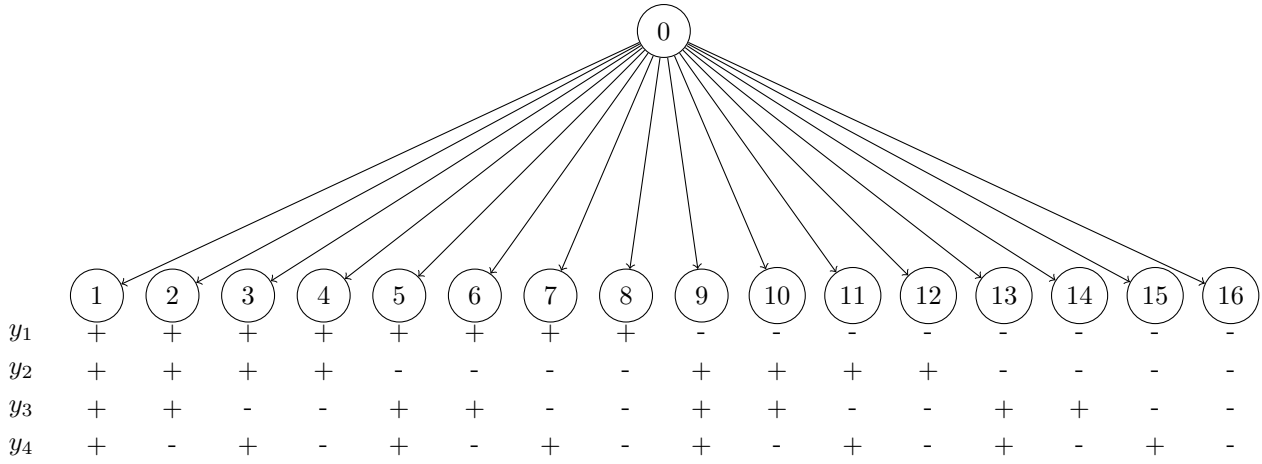 0
1 2 3 4 5 6 7 8 9 10 11 12 13 14 15 16
y1 + + + + + + + + - - - - - - - -
y2 + + + + - - - - + + + + - - - -
y3 + + - - + + - - + + - - + + - -
y4 + - + - + - + - + - + - + - + -